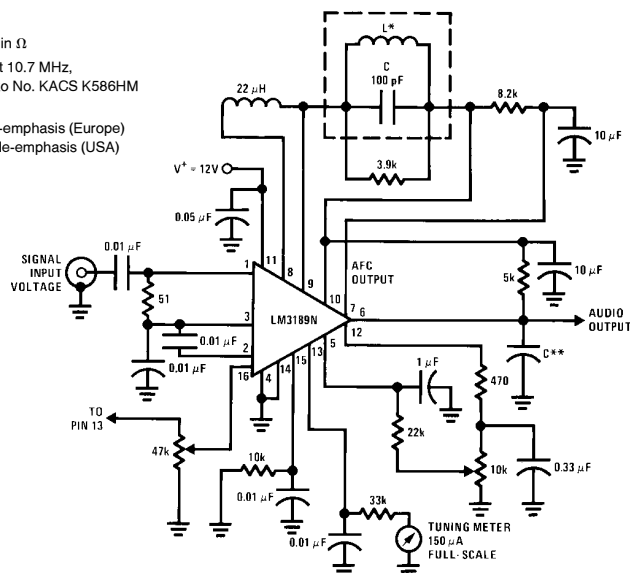 in Ω
t 10.7 MHz,
o No. KACS K586HM
-emphasis (Europe)
le-emphasis (USA)
L*
C
100 pF
22 μH
8.2k
10 μF
3.9k
V+ = 12V
0.05 μF
SIGNAL
INPUT
VOLTAGE
0.01 μF
51
0.01 μF
0.01 μF
1
11
8
9
10
7
6
12
3
2
16
4
14
15
13
5
LM3189N
AFC
OUTPUT
5k
10 μF
AUDIO
OUTPUT
C**
1 μF
470
22k
10k
0.33 μF
TO
PIN 13
47k
10k
0.01 μF
33k
0.01 μF
TUNING METER
150 μA
FULL-SCALE